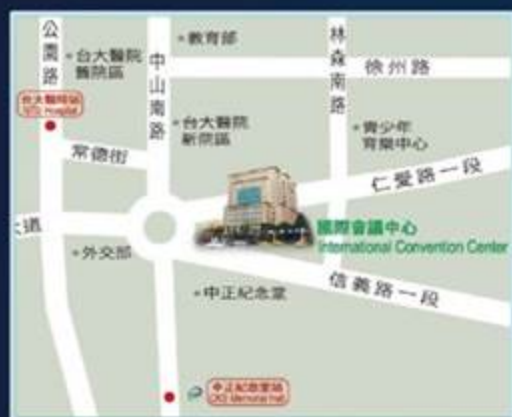 公園路
台大醫院
舊院區
中山南路
教育部
林森南路
徐州路
台大醫院站
NTU Hospital
常德街
台大醫院
新院區
青少年
育樂中心
仁愛路一段
大道
外交部
國際會議中心
International Convention Center
中正紀念堂
信義路一段
中正紀念堂站
CKS Memorial Hall